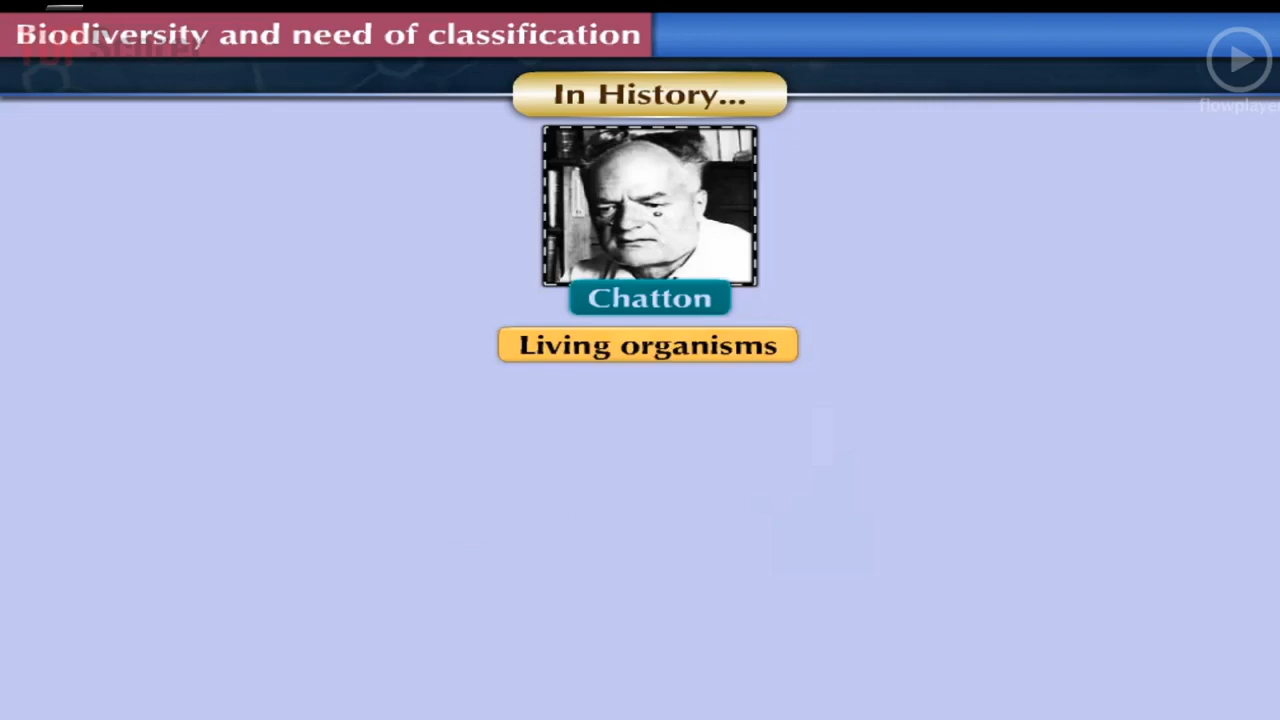 Biodiversity and need of classification
In History...
flowplayer
Chatton
Living organisms